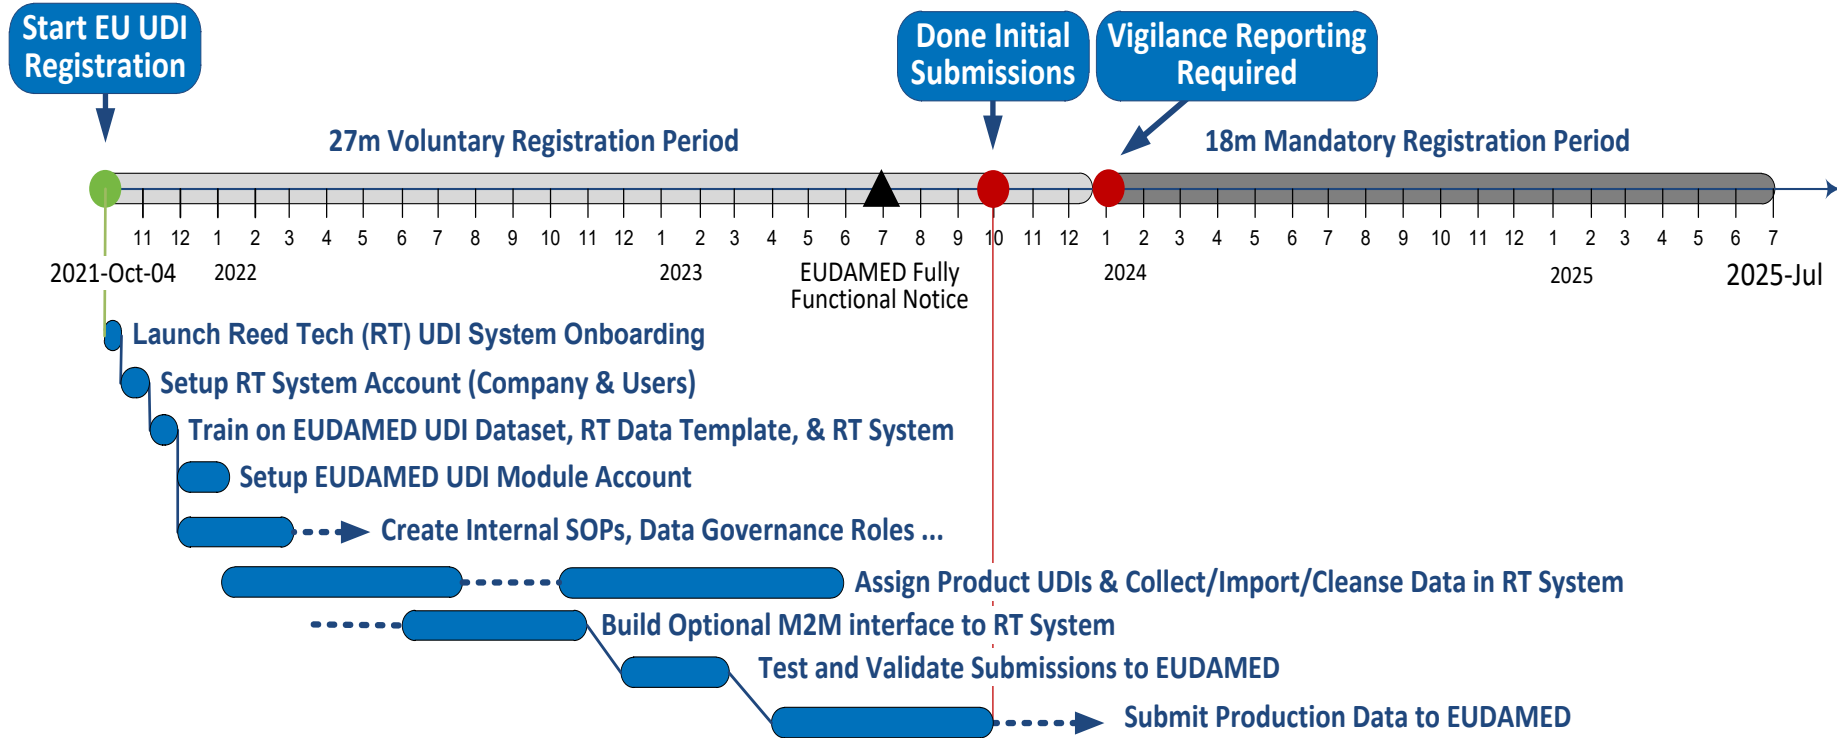 Start EU UDI
Registration
Done Initial
Submissions
Vigilance Reporting
Required
27m Voluntary Registration Period
18m Mandatory Registration Period
11 12 1 2 3 4 5 6 7 8 9 10 11 12 1 2 3 4 5 6 7 8 9 10 11 12 1 2 3 4 5 6 7 8 9 10 11 12 1 2 3 4 5 6 7
2021-Oct-04 2022 2023 EUDAMED Fully 2024 2025 2025-Jul
Functional Notice
Launch Reed Tech (RT) UDI System Onboarding
Setup RT System Account (Company & Users)
Train on EUDAMED UDI Dataset, RT Data Template, & RT System
Setup EUDAMED UDI Module Account
Create Internal SOPs, Data Governance Roles ...
Assign Product UDIs & Collect/Import/Cleanse Data in RT System
Build Optional M2M interface to RT System
Test and Validate Submissions to EUDAMED
Submit Production Data to EUDAMED